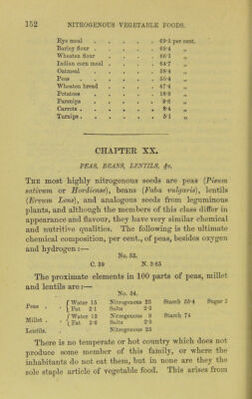 152 NITROGENOUS VEGETABLE FOODS.
Rye meal . . . . 69·5 per cent.
Barley flour . . . . 69·4 „
Wheaten flour . . . . 66·3 „
Indian corn meal . . . . 64·7 „
Oatmeal . . . . 58·4 „
Peas . . . . 55·4 „
Wheaten bread . . . . 47·4 „
Potatoes . . . . 18·8 „
Parsnips . . . . 9·6 „
Carrots . . . . 8·4 „
Turnips . . . . 5·1 „
CHAPTER XX.
PEAS, BEANS, LENTILS, &c.
THE most highly nitrogenous seeds are peas (Pisum
sativum or Hordiense), beans (Faba vulgaris), lentils
(Ervum Lens), and analogous seeds from leguminous
plants, and although the members of this class differ in
appearance and flavour, they have very similar chemical
and nutritive qualities. The following is the ultimate
chemical composition, per cent., of peas, besides oxygen
and hydrogen :—
No. 53.
C. 39 N. 3·65
The proximate elements in 100 parts of peas, millet
and lentils are :—
No. 54.
Peas . . { Water 15 Nitrogenous 23 Starch 55·4 Sugar 2
Fat 2·1 Salts 2·5
Millet . . { Water 13 Nitrogenous 9 Starch 74
Fat 2·6 Salts 2·3
Lentils. Nitrogenous 25
There is no temperate or hot country which does not
produce some member of this family, or where the
inhabitants do not eat them, but in none are they the
sole staple article of vegetable food. This arises from